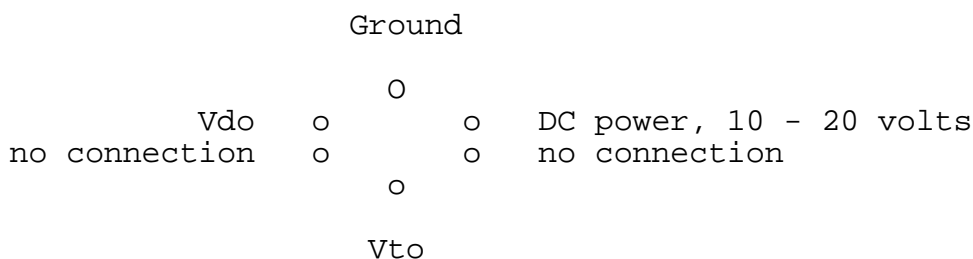 Ground
O
Vdo o o DC power, 10 - 20 volts
no connection o o no connection
o
Vto